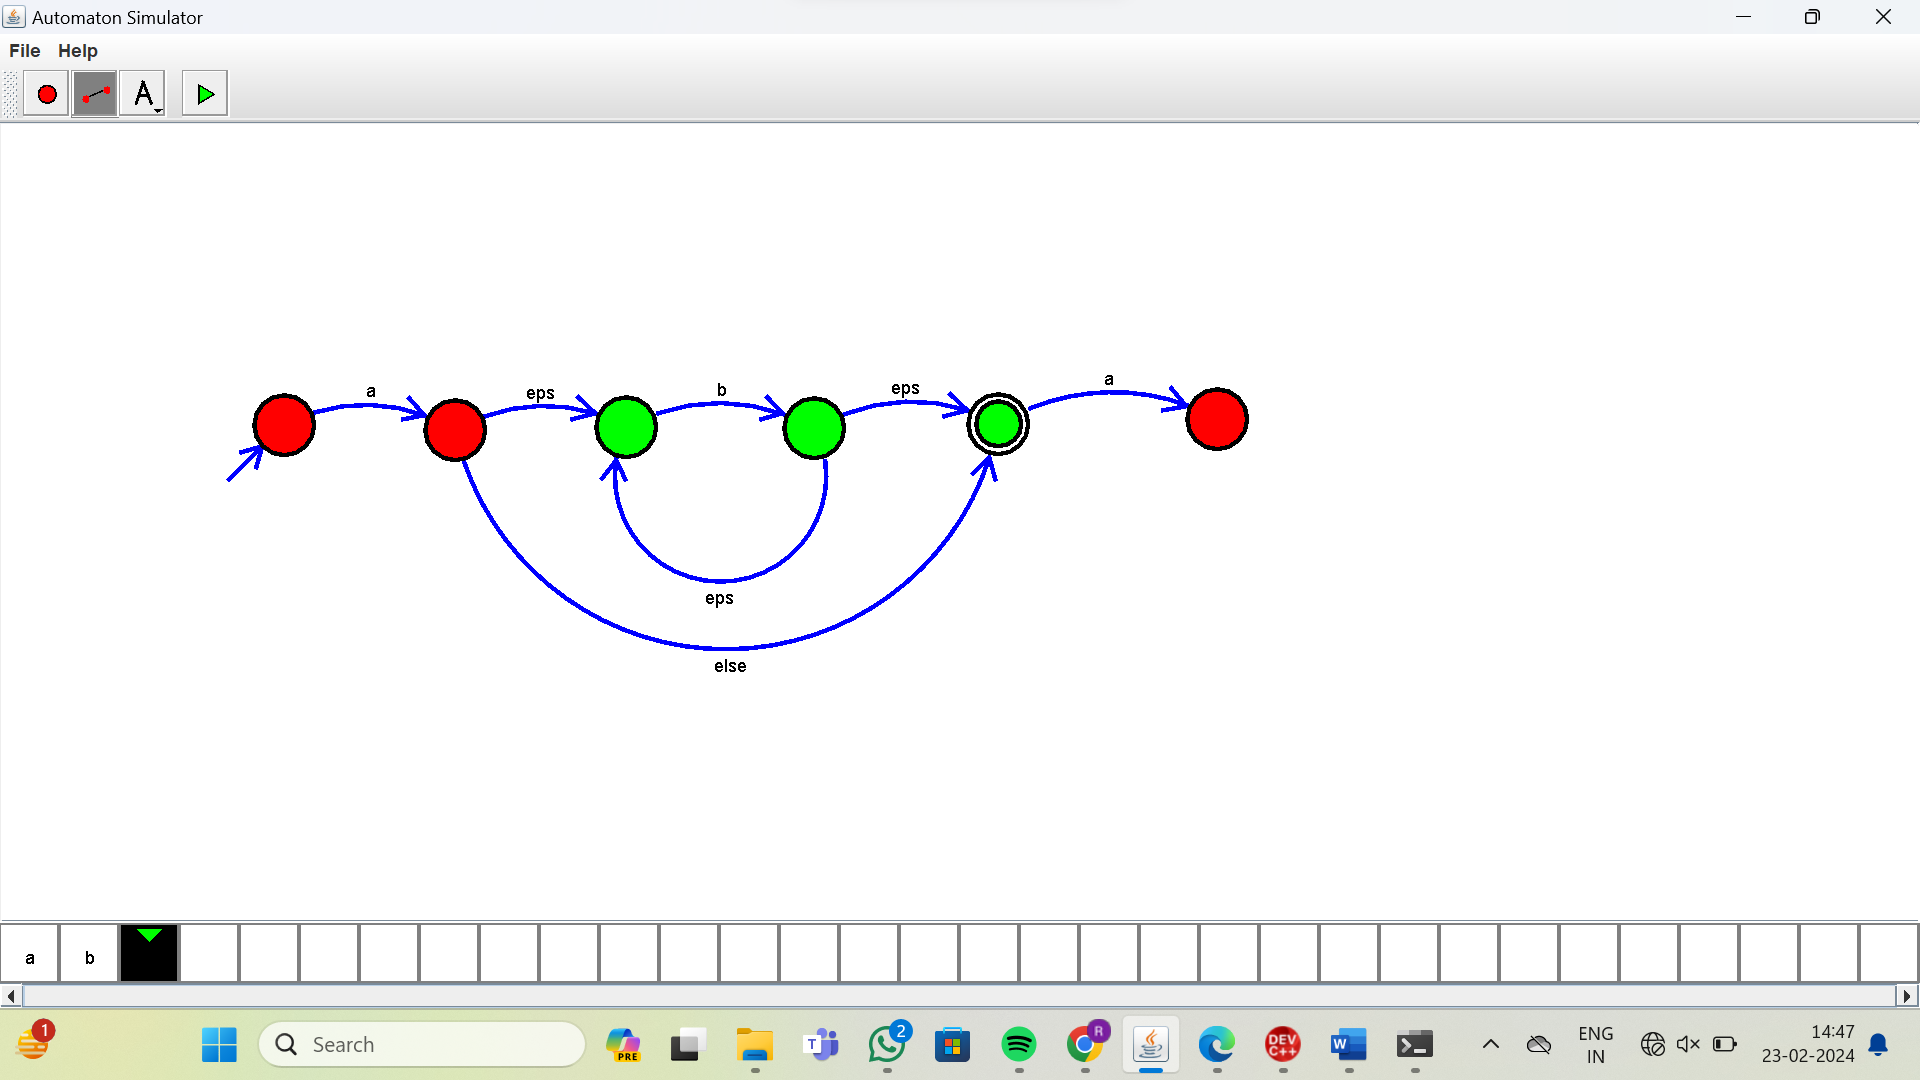 Automaton Simulator
File Help
A
a
eps
b
eps
a
eps
else
a b
1
Search
PRE
T
2
R
DEV
C++
W
ENG
IN
14:47
23-02-2024